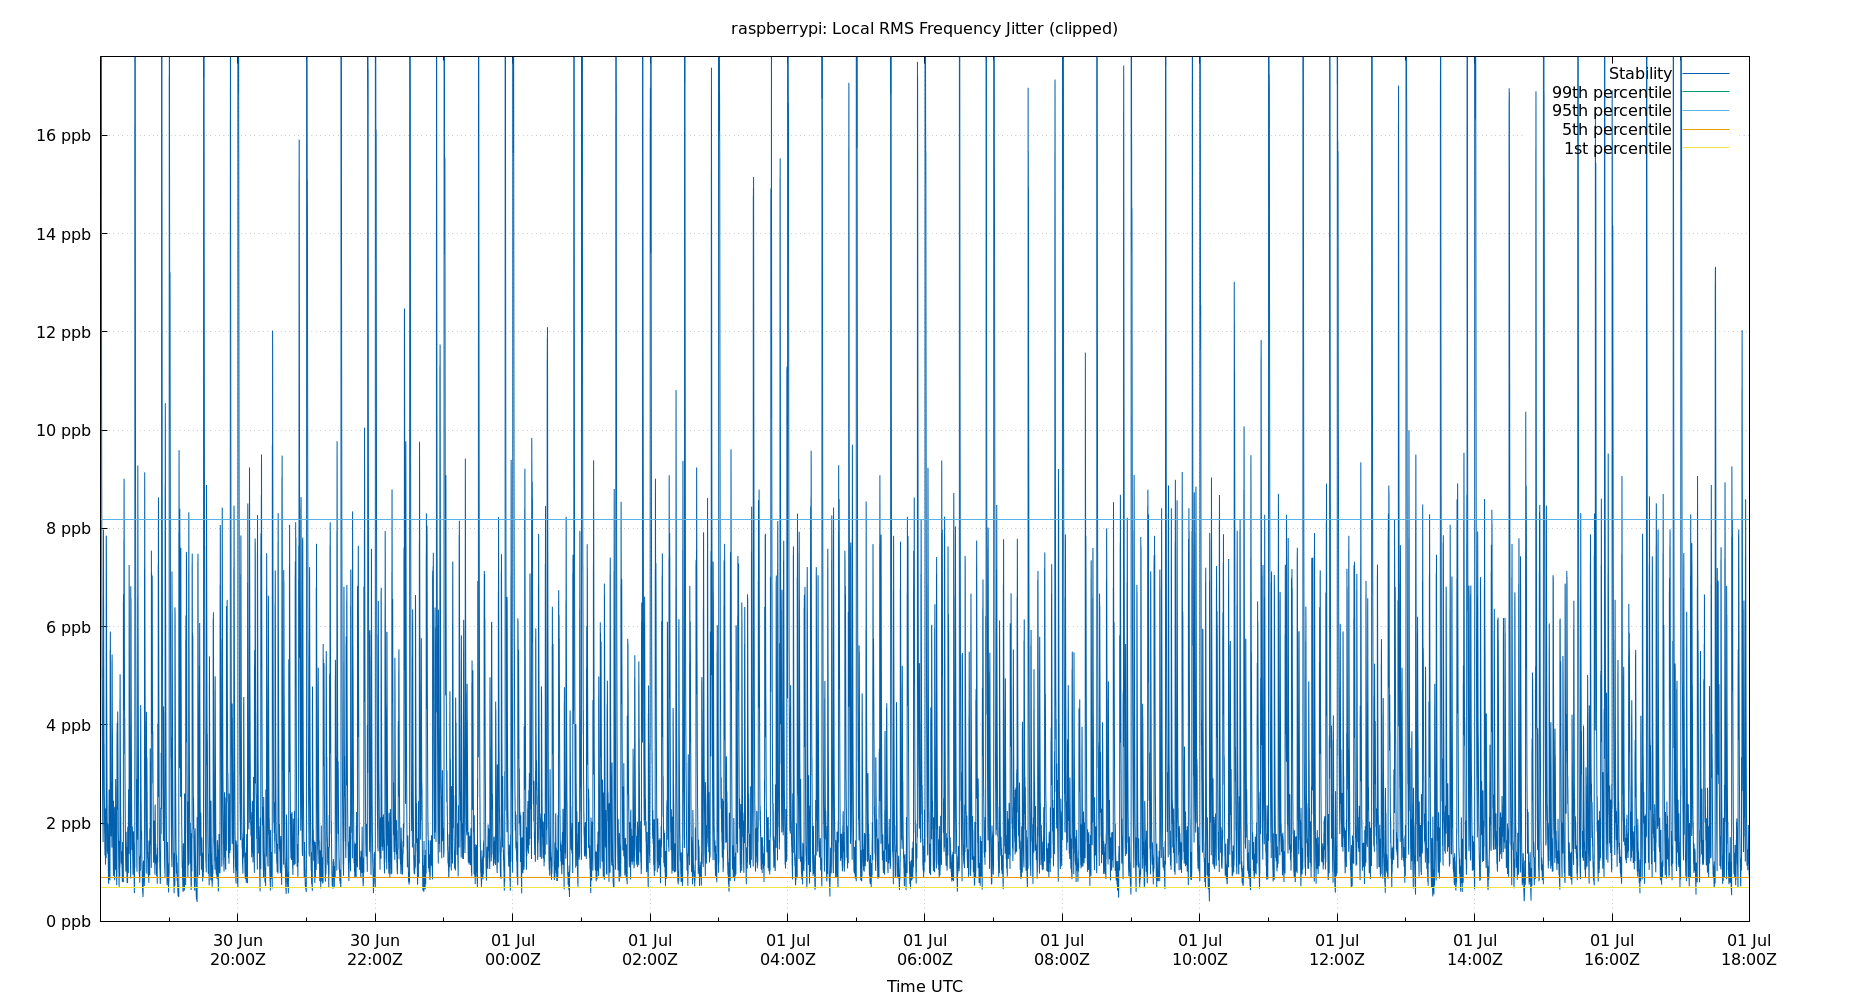 raspberrypi: Local RMS Frequency Jitter (clipped)
Stability
99th percentile
95th percentile
5th percentile
1st percentile
16 ppb
14 ppb
12 ppb
10 ppb
8 ppb
6 ppb
4 ppb
2 ppb
0 ppb
30 Jun 30 Jun 01 Jul 01 Jul 01 Jul 01 Jul 01 Jul 01 Jul 01 Jul 01 Jul 01 Jul 01 Jul
20:00Z 22:00Z 00:00Z 02:00Z 04:00Z 06:00Z 08:00Z 10:00Z 12:00Z 14:00Z 16:00Z 18:00Z
Time UTC